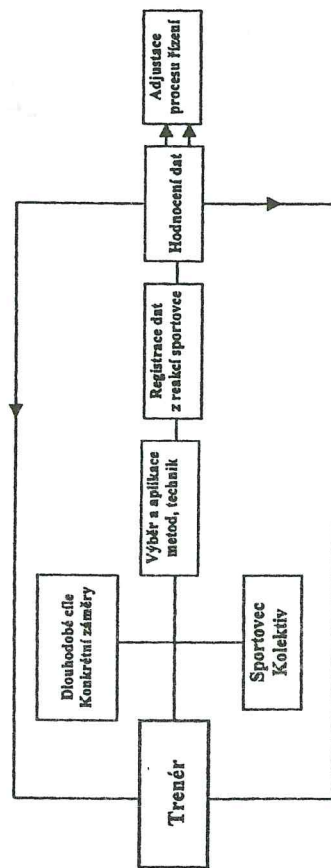 Trenér
Dlouhodobé cíle
Konkrétní záměry
Sportovec
Kolektiv
Výběr a aplikace
metod, technik
Registrace dat
z reakcí sportovce
Hodnocení dat
Adjustace
procesu řízení